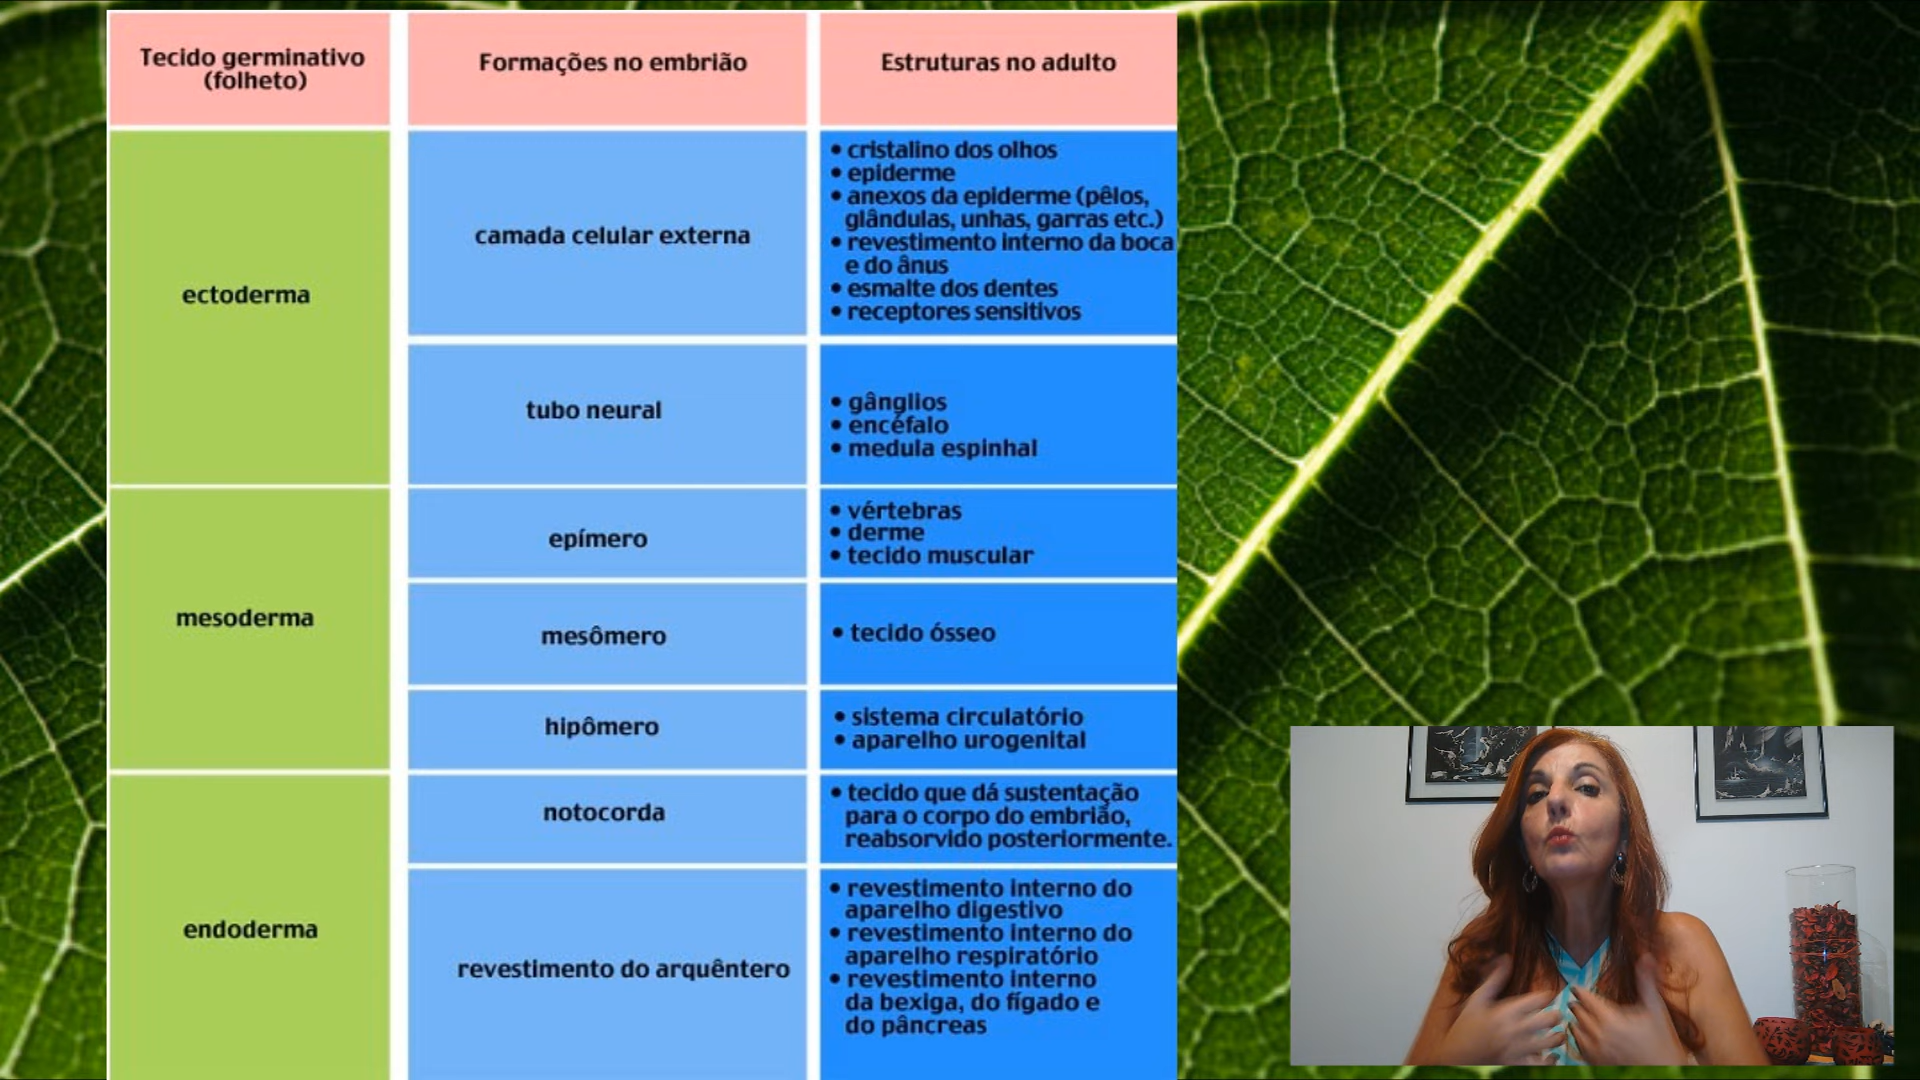 Tecido germinativo
(folheto)
Formações no embrião
Estruturas no adulto
ectoderma
camada celular externa
• cristalino dos olhos
• epiderme
• anexos da epiderme (pêlos,
glândulas, unhas, garras etc.)
• revestimento interno da boca
e do ânus
• esmalte dos dentes
• receptores sensitivos
tubo neural
• gânglios
• encéfalo
• medula espinhal
mesoderma
epímero
• vértebras
• derme
• tecido muscular
mesômero
• tecido ósseo
hipômero
• sistema circulatório
• aparelho urogenital
endoderma
notocorda
• tecido que dá sustentação
para o corpo do embrião,
reabsorvido posteriormente.
revestimento do arquêntero
• revestimento interno do
aparelho digestivo
• revestimento interno do
aparelho respiratório
• revestimento interno
da bexiga, do fígado e
do pâncreas